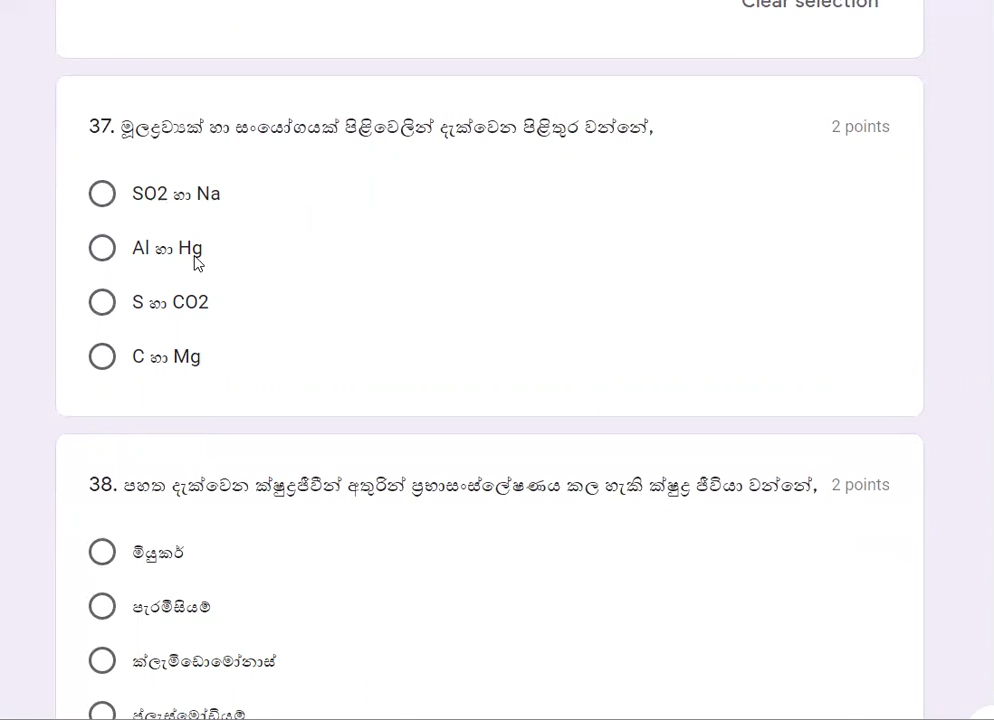 Clear selection
37. මූලද්‍රව්‍යක් හා සංයෝගයක් පිළිවෙලින් දැක්වෙන පිළිතුර වන්නේ,
2 points
SO2 හා Na
Al හා Hg
S හා CO2
C හා Mg
38. පහත දැක්වෙන ක්ෂුද්‍රජීවීන් අතුරින් ප්‍රභාසංස්ලේෂණය කල හැකි ක්ෂුද්‍ර ජීවියා වන්නේ,
2 points
මියුකර්
පැරමීසියම්
ක්ලැමිඩොමෝනාස්
ප්ලැස්මෝඩියම්